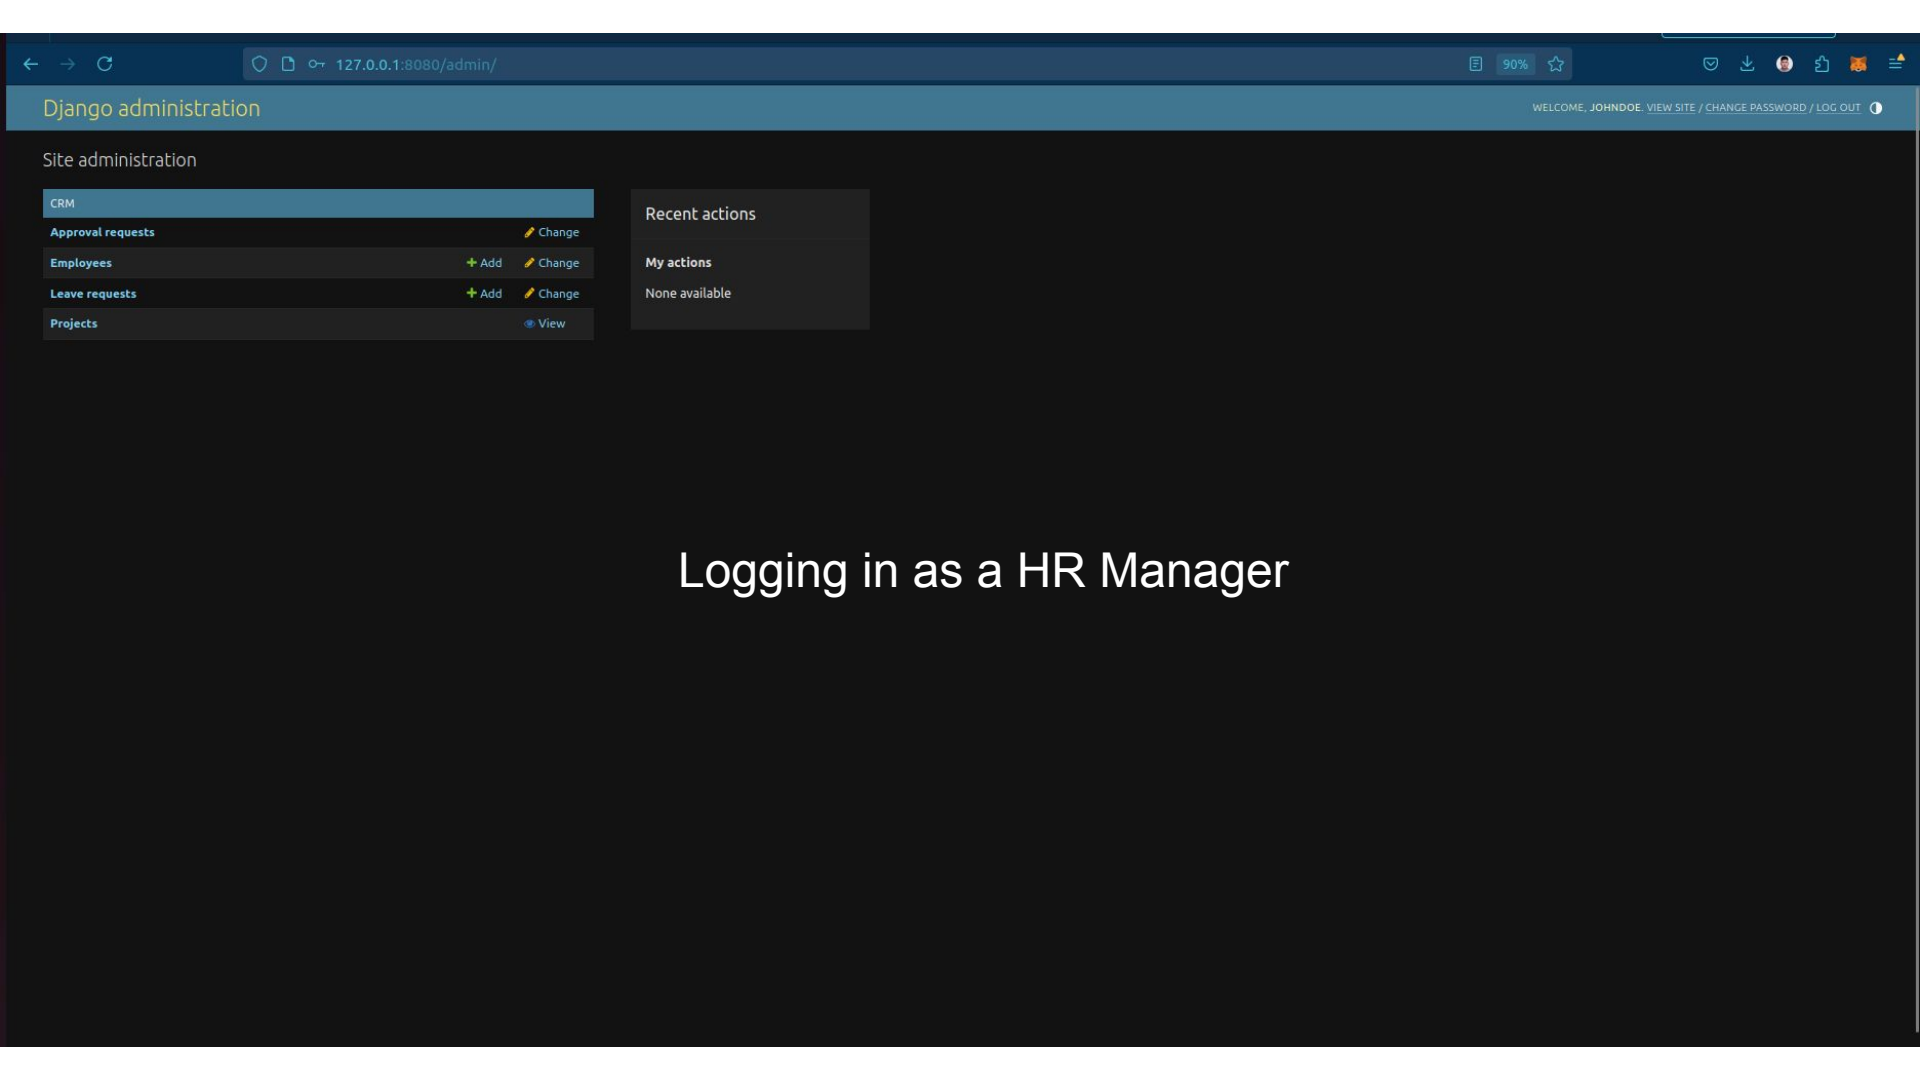 127.0.0.1:8080/admin/
90%
Django administration
WELCOME, JOHNDOE. VIEW SITE / CHANGE PASSWORD / LOG OUT
Site administration
CRM
Approval requests Change
Employees Add Change
Leave requests Add Change
Projects View
Recent actions
My actions
None available
Logging in as a HR Manager